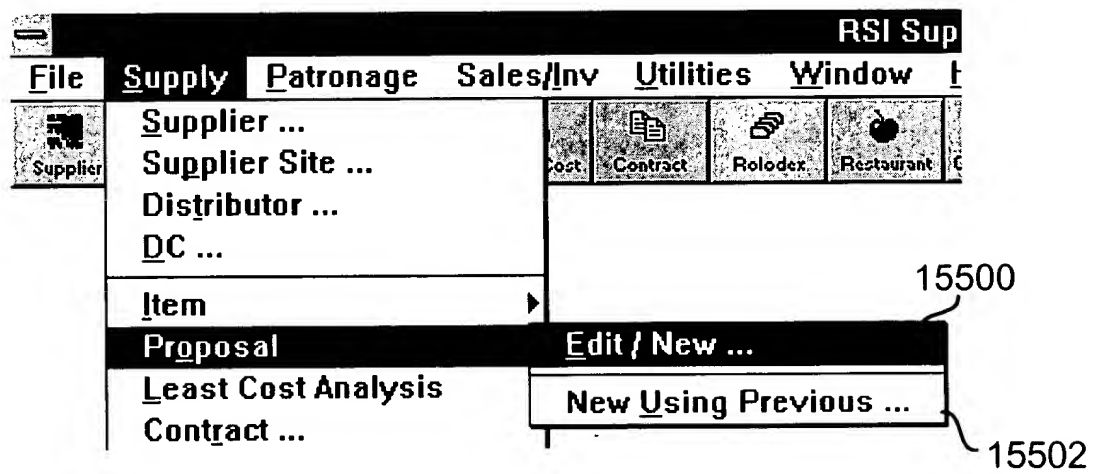 RSI Sup
File Supply Patronage Sales/Inv Utilities Window
Supplier Contract Rolodex Restaurant
Supplier ...
Supplier Site ...
Distributor ...
DC ...
Item
Proposal
Least Cost Analysis
Contract ...
15500
Edit / New ...
New Using Previous ...
15502